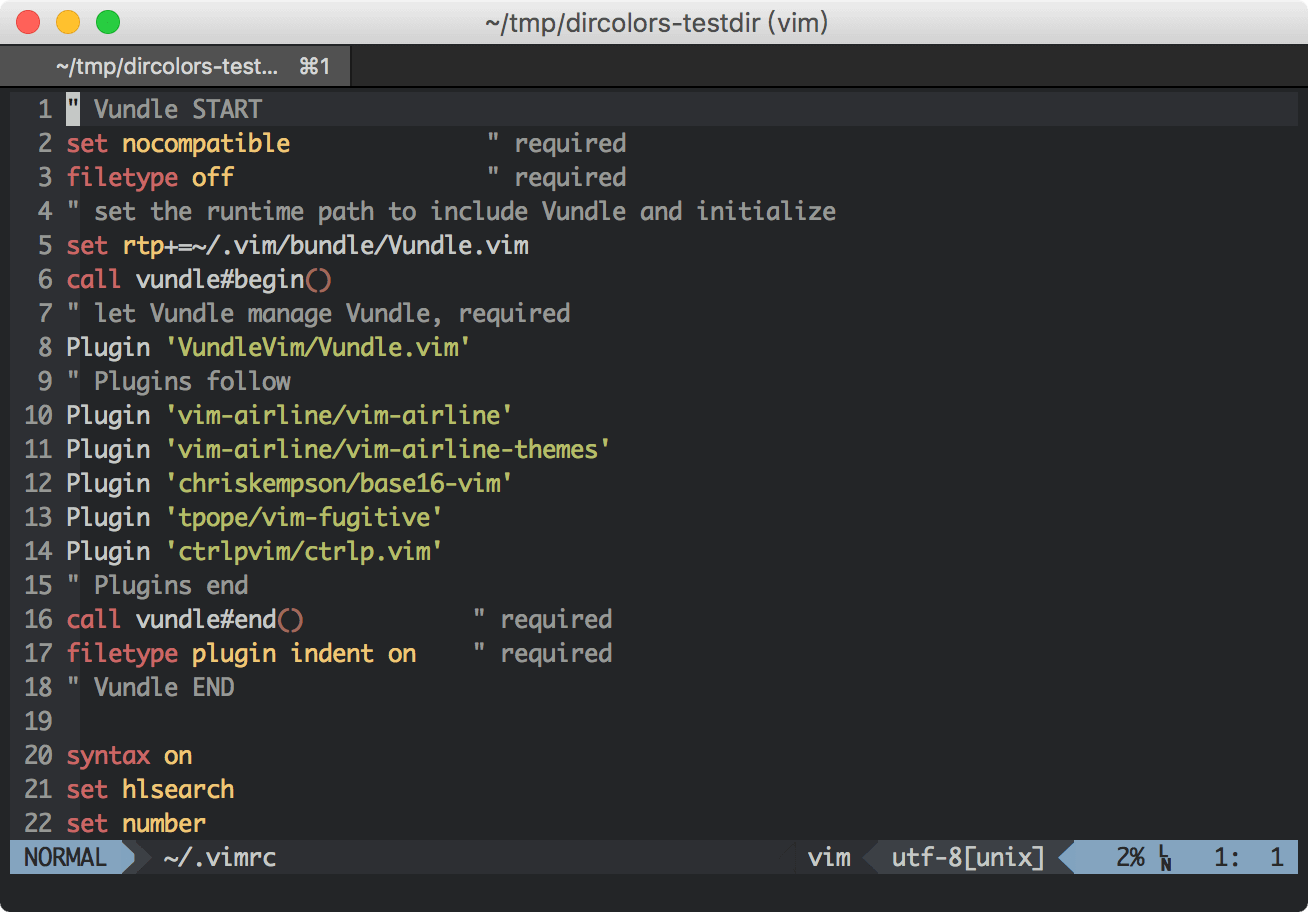 ~/tmp/dircolors-testdir (vim)
~/tmp/dircolors-test... ⌘1
1 " Vundle START
2 set nocompatible              " required
3 filetype off                  " required
4 " set the runtime path to include Vundle and initialize
5 set rtp+=~/.vim/bundle/Vundle.vim
6 call vundle#begin()
7 " let Vundle manage Vundle, required
8 Plugin 'VundleVim/Vundle.vim'
9 " Plugins follow
10 Plugin 'vim-airline/vim-airline'
11 Plugin 'vim-airline/vim-airline-themes'
12 Plugin 'chriskempson/base16-vim'
13 Plugin 'tpope/vim-fugitive'
14 Plugin 'ctrlpvim/ctrlp.vim'
15 " Plugins end
16 call vundle#end()            " required
17 filetype plugin indent on    " required
18 " Vundle END
19
20 syntax on
21 set hlsearch
22 set number
NORMAL ~/.vimrc vim utf-8[unix] 2% LN 1: 1